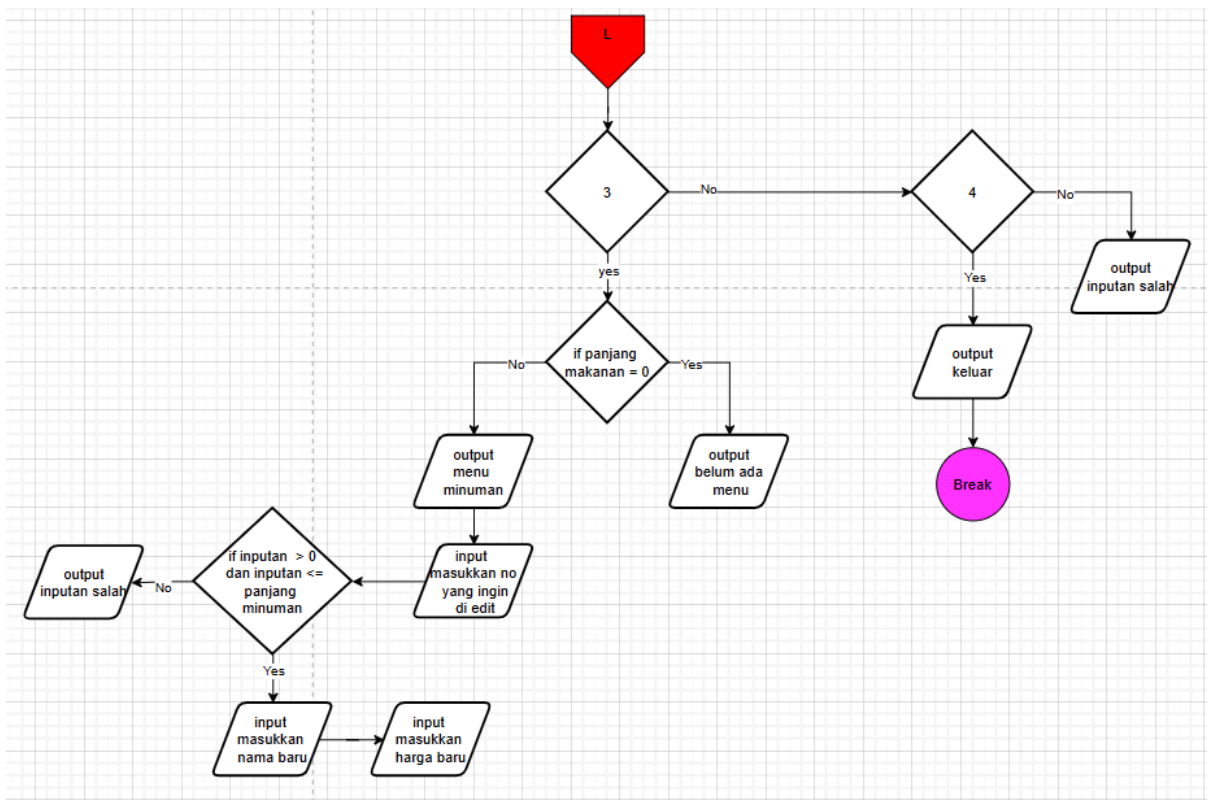 L
3
No
4
No
yes
Yes
output
inputan salah
if panjang
makanan = 0
No
Yes
output
keluar
output
menu
minuman
output
belum ada
menu
Break
input
masukkan no
yang ingin
di edit
if inputan > 0
dan inputan <=
panjang
minuman
No
output
inputan salah
Yes
input
masukkan
nama baru
input
masukkan
harga baru